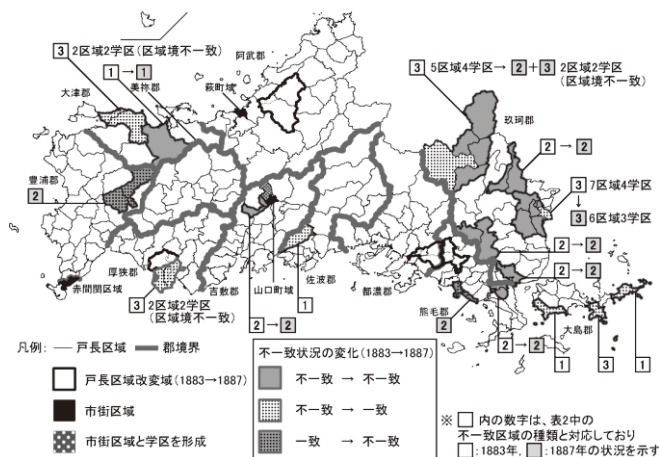 3 2区域2学区(区域境不一致)
1 → 1
大津郡
美祢郡
阿武郡
萩町域
3 5区域4学区→ 2 + 3 2区域2学区
(区域境不一致)
玖珂郡
2 → 2
豊浦郡
2
3 7区域4学区
↓
3 6区域3学区
2 → 2
2 → 2
厚狭郡
赤間関区域
吉敷郡
山口町域
佐波郡
都濃郡
1
3 2区域2学区
(区域境不一致)
2 → 2
熊毛郡
2
大島郡
2 → 2
1
3
1
凡例: 戸長区域 郡境界
戸長区域改変域(1883→1887)
市街区域
市街区域と学区を形成
不一致状況の変化(1883→1887)
不一致 → 不一致
不一致 → 一致
一致 → 不一致
※ □ 内の数字は、表2中の
不一致区域の種類と対応しており
□:1883年, □:1887年の状況を示す